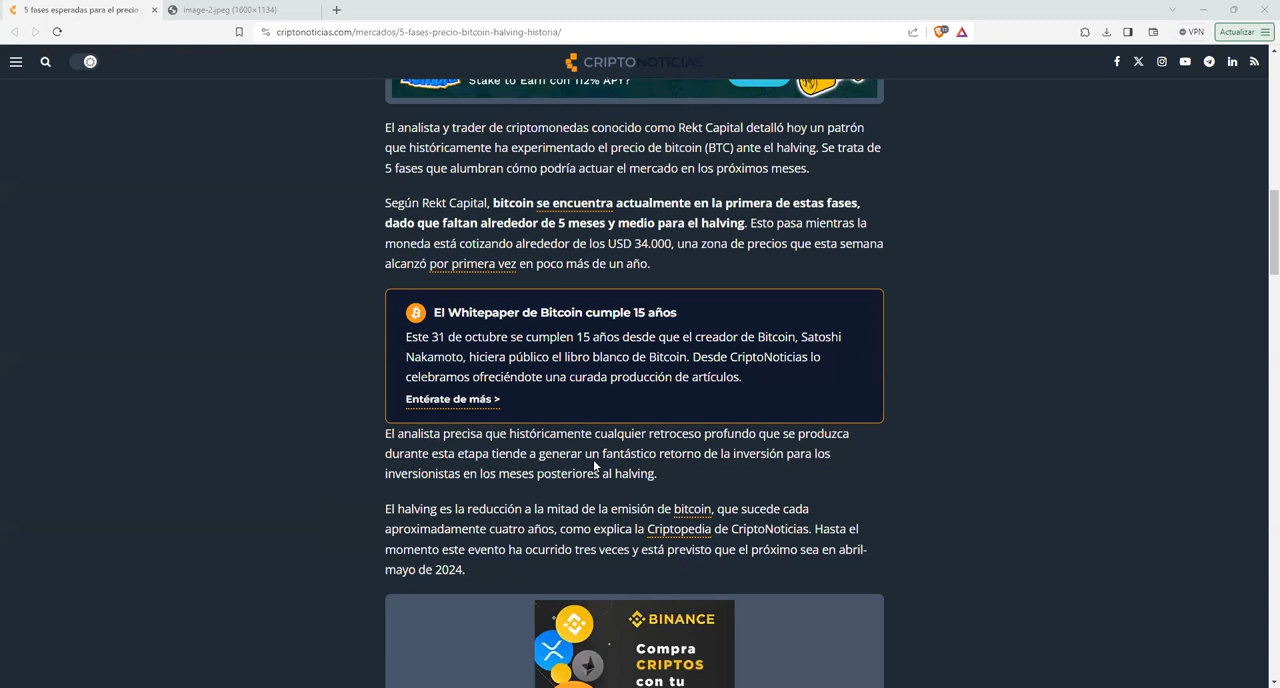 5 fases esperadas para el precio
image-2.jpeg (1600×1134)
criptonoticias.com/mercados/5-fases-precio-bitcoin-halving-historia/
VPN
Actualizar
CRIPTONOTICIAS
Stake to Earn con 112% APY?
El analista y trader de criptomonedas conocido como Rekt Capital detalló hoy un patrón
que históricamente ha experimentado el precio de bitcoin (BTC) ante el halving. Se trata de
5 fases que alumbran cómo podría actuar el mercado en los próximos meses.
Según Rekt Capital, bitcoin se encuentra actualmente en la primera de estas fases,
dado que faltan alrededor de 5 meses y medio para el halving. Esto pasa mientras la
moneda está cotizando alrededor de los USD 34.000, una zona de precios que esta semana
alcanzó por primera vez en poco más de un año.
El Whitepaper de Bitcoin cumple 15 años
Este 31 de octubre se cumplen 15 años desde que el creador de Bitcoin, Satoshi
Nakamoto, hiciera público el libro blanco de Bitcoin. Desde CriptoNoticias lo
celebramos ofreciéndote una curada producción de artículos.
Entérate de más >
El analista precisa que históricamente cualquier retroceso profundo que se produzca
durante esta etapa tiende a generar un fantástico retorno de la inversión para los
inversionistas en los meses posteriores al halving.
El halving es la reducción a la mitad de la emisión de bitcoin, que sucede cada
aproximadamente cuatro años, como explica la Criptopedia de CriptoNoticias. Hasta el
momento este evento ha ocurrido tres veces y está previsto que el próximo sea en abril-
mayo de 2024.
BINANCE
Compra
CRIPTOS
con tu